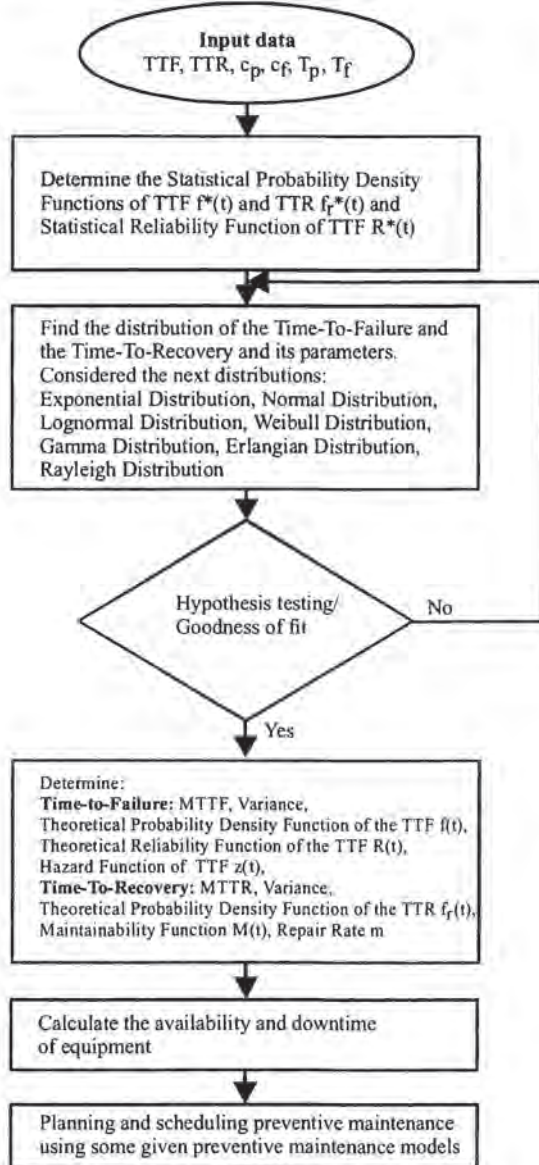 Input data
TTF, TTR, cp, cf, Tp, Tf
Determine the Statistical Probability Density
Functions of TTF f*(t) and TTR fr*(t) and
Statistical Reliability Function of TTF R*(t)
Find the distribution of the Time-To-Failure and
the Time-To-Recovery and its parameters.
Considered the next distributions:
Exponential Distribution, Normal Distribution,
Lognormal Distribution, Weibull Distribution,
Gamma Distribution, Erlangian Distribution,
Rayleigh Distribution
Hypothesis testing/
Goodness of fit
No
Yes
Determine:
Time-to-Failure: MTTF, Variance,
Theoretical Probability Density Function of the TTF f(t),
Theoretical Reliability Function of the TTF R(t),
Hazard Function of TTF z(t),
Time-To-Recovery: MTTR, Variance,
Theoretical Probability Density Function of the TTR fr(t),
Maintainability Function M(t), Repair Rate m
Calculate the availability and downtime
of equipment
Planning and scheduling preventive maintenance
using some given preventive maintenance models